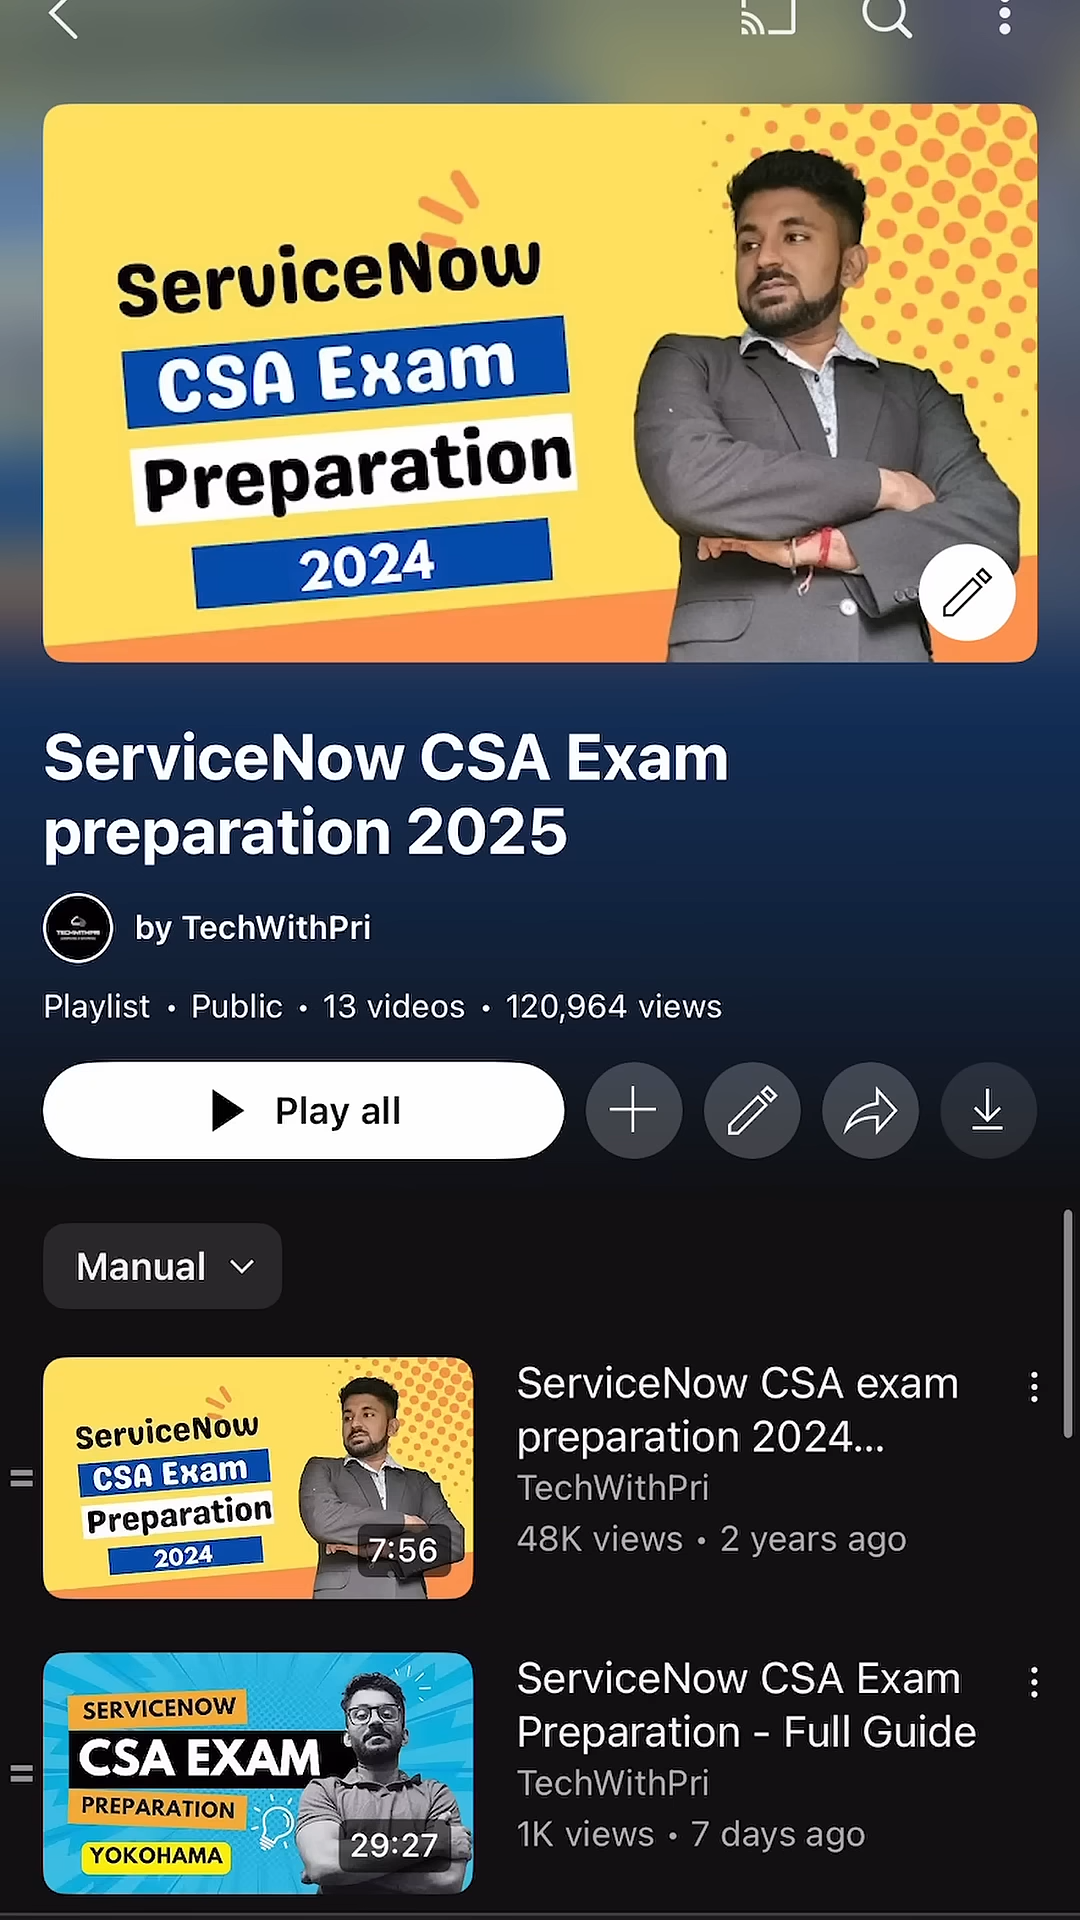 ServiceNow
CSA Exam
Preparation
2024
ServiceNow CSA Exam
preparation 2025
TECHWITHPRI
by TechWithPri
Playlist • Public • 13 videos • 120,964 views
Play all
Manual
ServiceNow
CSA Exam
Preparation
2024
7:56
ServiceNow CSA exam
preparation 2024...
TechWithPri
48K views • 2 years ago
SERVICENOW
CSA EXAM
PREPARATION
YOKOHAMA
29:27
ServiceNow CSA Exam
Preparation - Full Guide
TechWithPri
1K views • 7 days ago